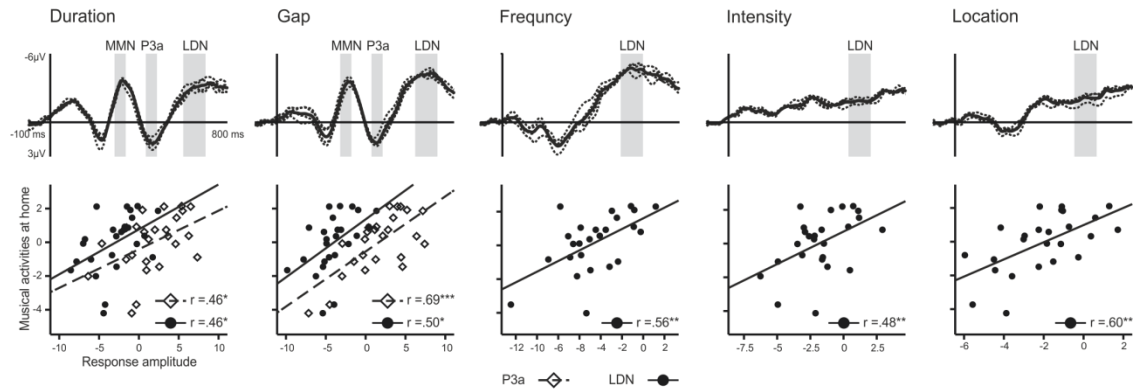 Duration Gap Frequncy Intensity Location
MMN P3a LDN MMN P3a LDN LDN LDN LDN
-6µV
-100 ms 800 ms
3µV
Musical activities at home
2
0
-2
-4
r =.46* r =.69***
r =.46* r =.50* r =.56** r =.48** r =.60**
-10 -5 0 5 10 -10 -5 0 5 10 -12 -10 -8 -6 -4 -2 0 2 -7.5 -5 -2.5 0 2.5 -6 -4 -2 0 2
Response amplitude
P3a LDN